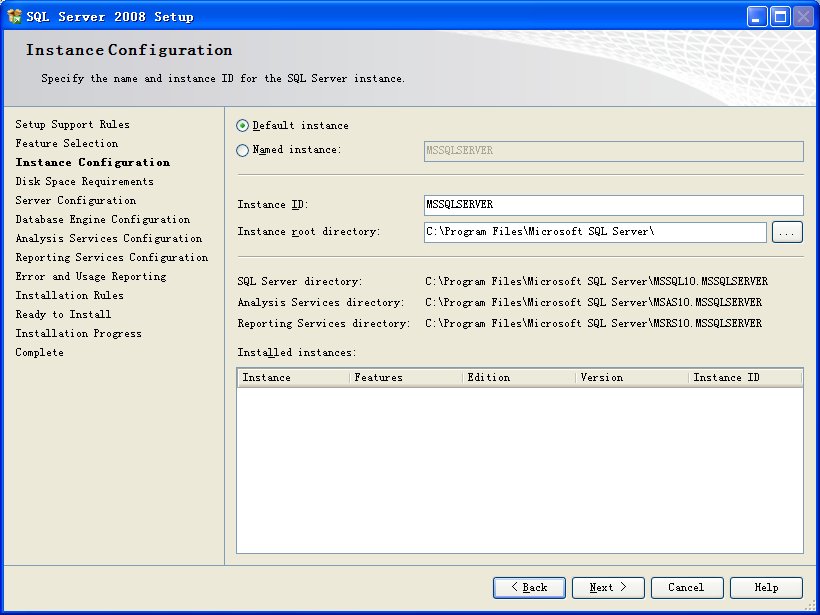 SQL Server 2008 Setup
Instance Configuration
Specify the name and instance ID for the SQL Server instance.
Setup Support Rules
Feature Selection
Instance Configuration
Disk Space Requirements
Server Configuration
Database Engine Configuration
Analysis Services Configuration
Reporting Services Configuration
Error and Usage Reporting
Installation Rules
Ready to Install
Installation Progress
Complete
Default instance
Named instance: MSSQLSERVER
Instance ID: MSSQLSERVER
Instance root directory: C:\Program Files\Microsoft SQL Server\ ...
SQL Server directory: C:\Program Files\Microsoft SQL Server\MSSQL10.MSSQLSERVER
Analysis Services directory: C:\Program Files\Microsoft SQL Server\MSAS10.MSSQLSERVER
Reporting Services directory: C:\Program Files\Microsoft SQL Server\MSRS10.MSSQLSERVER
Installed instances:
Instance Features Edition Version Instance ID
< Back Next > Cancel Help